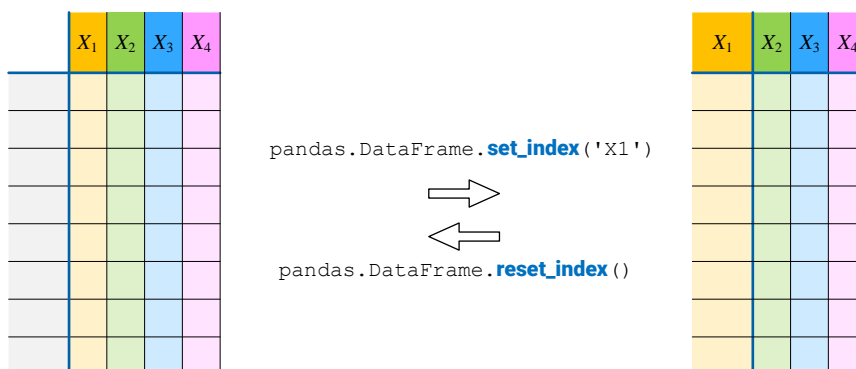 X1 X2 X3 X4
X1 X2 X3 X4
pandas.DataFrame.set_index('X1')
pandas.DataFrame.reset_index()